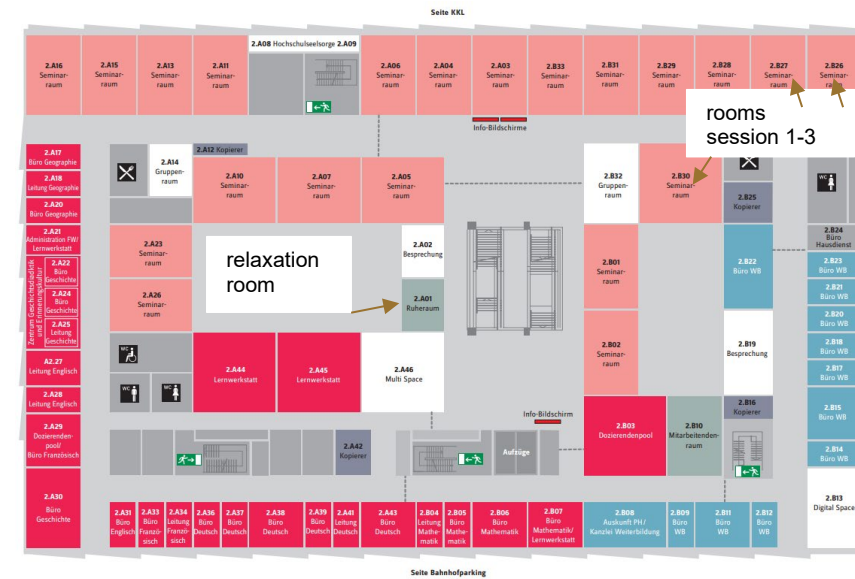 Seite KKL
2.A16
Seminar-
raum
2.A15
Seminar-
raum
2.A13
Seminar-
raum
2.A11
Seminar-
raum
2.A08 Hochschulseelsorge 2.A09
2.A06
Seminar-
raum
2.A04
Seminar-
raum
2.A03
Seminar-
raum
2.B33
Seminar-
raum
2.B31
Seminar-
raum
2.B29
Seminar-
raum
2.B28
Seminar-
raum
2.B27
Seminar-
raum
2.B26
Seminar-
raum
rooms
session 1-3
Info-Bildschirme
2.A17
Büro Geographie
2.A18
Leitung Geographie
2.A20
Büro Geographie
2.A21
Administration FW/
Lernwerkstatt
Zentrum Geschichtsdidaktik
und Erinnerungskultur
2.A22
Büro
Geschichte
2.A24
Büro
Geschichte
2.A25
Leitung
Geschichte
A2.27
Leitung Englisch
2.A28
Leitung Englisch
2.A29
Dozierenden-
pool/
Büro Französisch
2.A30
Büro
Geschichte
2.A12 Kopierer
2.A14
Gruppen-
raum
2.A10
Seminar-
raum
2.A07
Seminar-
raum
2.A05
Seminar-
raum
2.B32
Gruppen-
raum
2.B30
Seminar-
raum
2.B25
Kopierer
WC
2.A23
Seminar-
raum
relaxation
room
2.A02
Besprechung
2.A01
Ruheraum
2.A26
Seminar-
raum
2.B01
Seminar-
raum
2.B02
Seminar-
raum
2.B22
Büro WB
2.B19
Besprechung
2.B24
Büro
Hausdienst
2.B23
Büro WB
2.B21
Büro WB
2.B20
Büro WB
2.B18
Büro WB
2.B17
Büro WB
2.B15
Büro WB
2.B14
Büro WB
2.B13
Digital Space
WC
WC
WC
2.A44
Lernwerkstatt
2.A45
Lernwerkstatt
2.A46
Multi Space
Info-Bildschirm
2.B03
Dozierendenpool
2.B10
Mitarbeitenden-
raum
2.B16
Kopierer
2.A42
Kopierer
Aufzüge
2.A31
Büro
Englisch
2.A33
Büro
Franzö-
sisch
2.A34
Leitung
Franzö-
sisch
2.A36
Büro
Deutsch
2.A37
Büro
Deutsch
2.A38
Büro
Deutsch
2.A39
Büro
Deutsch
2.A41
Leitung
Deutsch
2.A43
Büro
Deutsch
2.B04
Leitung
Mathe-
matik
2.B05
Büro
Mathe-
matik
2.B06
Büro
Mathematik
2.B07
Büro
Mathematik/
Lernwerkstatt
2.B08
Auskunft PH/
Kanzlei Weiterbildung
2.B09
Büro
WB
2.B11
Büro
WB
2.B12
Büro
WB
Seite Bahnhofparking